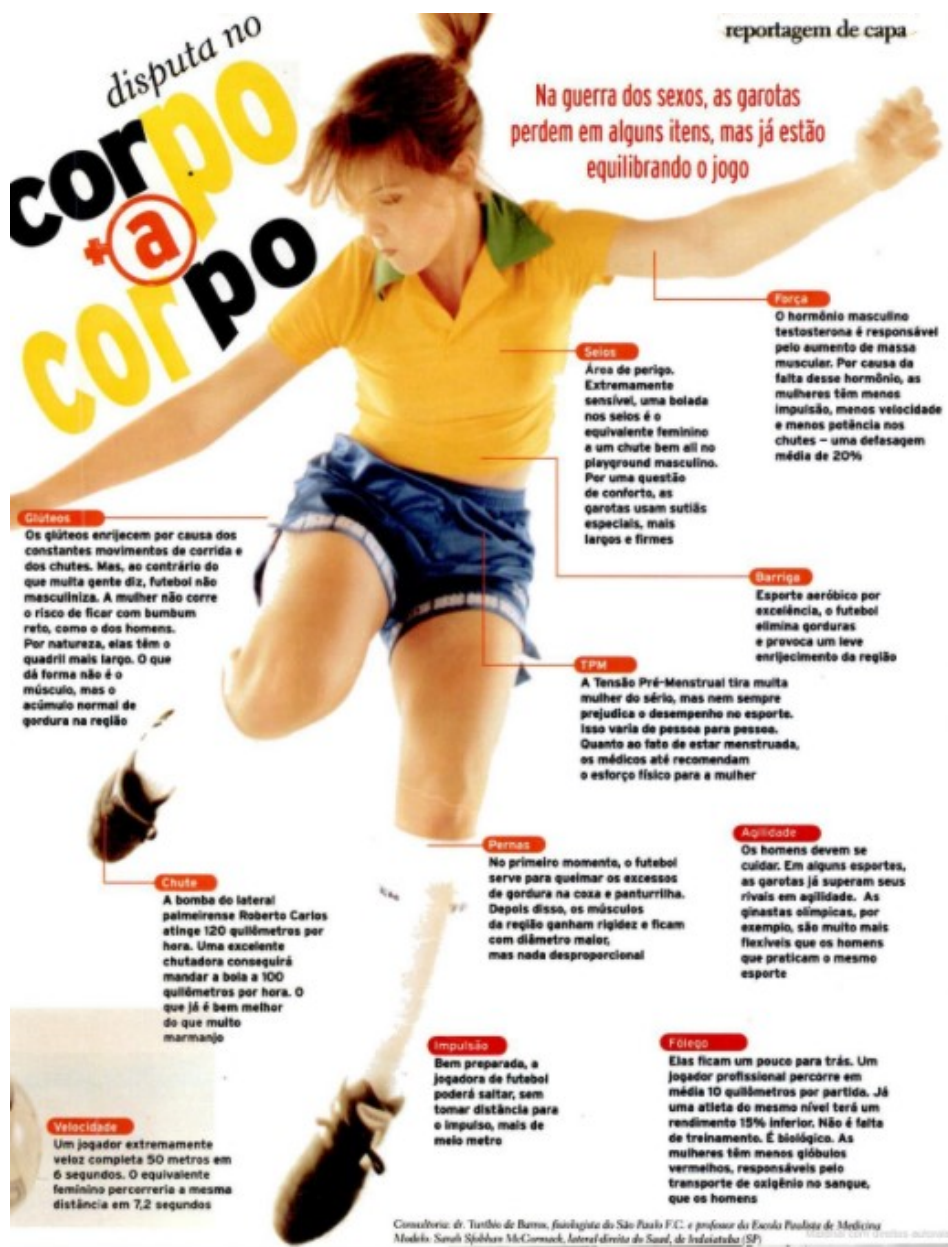 reportagem de capa
disputa no
corpo
a
corpo
Na guerra dos sexos, as garotas
perdem em alguns itens, mas já estão
equilibrando o jogo
Força
O hormônio masculino
testosterona é responsável
pelo aumento de massa
muscular. Por causa da
falta desse hormônio, as
mulheres têm menos
impulsão, menos velocidade
e menos potência nos
chutes – uma defasagem
média de 20%
Seios
Área de perigo.
Extremamente
sensível, uma bolada
nos seios é o
equivalente feminino
a um chute bem ali no
playground masculino.
Por uma questão
de conforto, as
garotas usam sutiãs
especiais, mais
largos e firmes
Glúteos
Os glúteos enrijecem por causa dos
constantes movimentos de corrida e
dos chutes. Mas, ao contrário do
que muita gente diz, futebol não
masculiniza. A mulher não corre
o risco de ficar com bumbum
reto, como o dos homens.
Por natureza, elas têm o
quadril mais largo. O que
dá forma não é o
músculo, mas o
acúmulo normal de
gordura na região
Barriga
Esporte aeróbico por
excelência, o futebol
elimina gorduras
e provoca um leve
enrijecimento da região
TPM
A Tensão Pré-Menstrual tira muita
mulher do sério, mas nem sempre
prejudica o desempenho no esporte.
Isso varia de pessoa para pessoa.
Quanto ao fato de estar menstruada,
os médicos até recomendam
o esforço físico para a mulher
Pernas
No primeiro momento, o futebol
serve para queimar os excessos
de gordura na coxa e panturrilha.
Depois disso, os músculos
da região ganham rigidez e ficam
com diâmetro maior,
mas nada desproporcional
Agilidade
Os homens devem se
cuidar. Em alguns esportes,
as garotas já superam seus
rivais em agilidade. As
ginastas olímpicas, por
exemplo, são muito mais
flexíveis que os homens
que praticam o mesmo
esporte
Chute
A bomba do lateral
palmeirense Roberto Carlos
atinge 120 quilômetros por
hora. Uma excelente
chutadora conseguirá
mandar a bola a 100
quilômetros por hora. O
que já é bem melhor
do que muito
marmanjo
Impulsão
Bem preparada, a
jogadora de futebol
poderá saltar, sem
tomar distância para
o impulso, mais de
meio metro
Fôlego
Elas ficam um pouco para trás. Um
jogador profissional percorre em
média 10 quilômetros por partida. Já
uma atleta do mesmo nível terá um
rendimento 15% inferior. Não é falta
de treinamento. É biológico. As
mulheres têm menos glóbulos
vermelhos, responsáveis pelo
transporte de oxigênio no sangue,
que os homens
Velocidade
Um jogador extremamente
veloz completa 50 metros em
6 segundos. O equivalente
feminino percorreria a mesma
distância em 7,2 segundos
Consultoria: dr. Turíbio de Barros, fisiologista do São Paulo F.C. e professor da Escola Paulista de Medicina
Modelo: Sarah McCormack, lateral-direita do Saad, de Indaiatuba (SP)
Material com direitos autorais